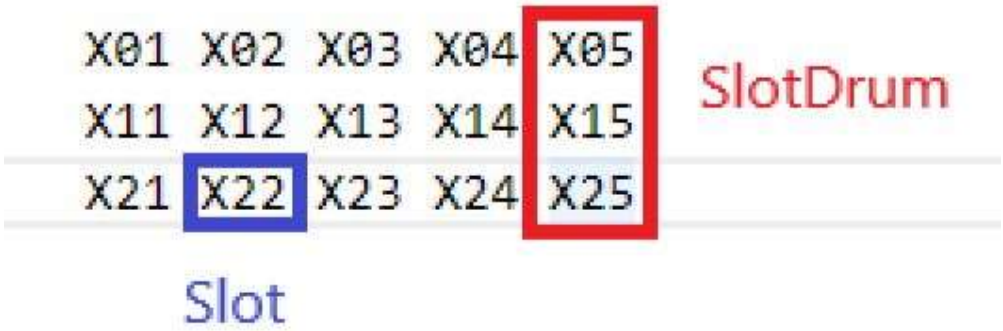 X01 X02 X03 X04 X05
SlotDrum
X11 X12 X13 X14 X15
X21 X22 X23 X24 X25
Slot